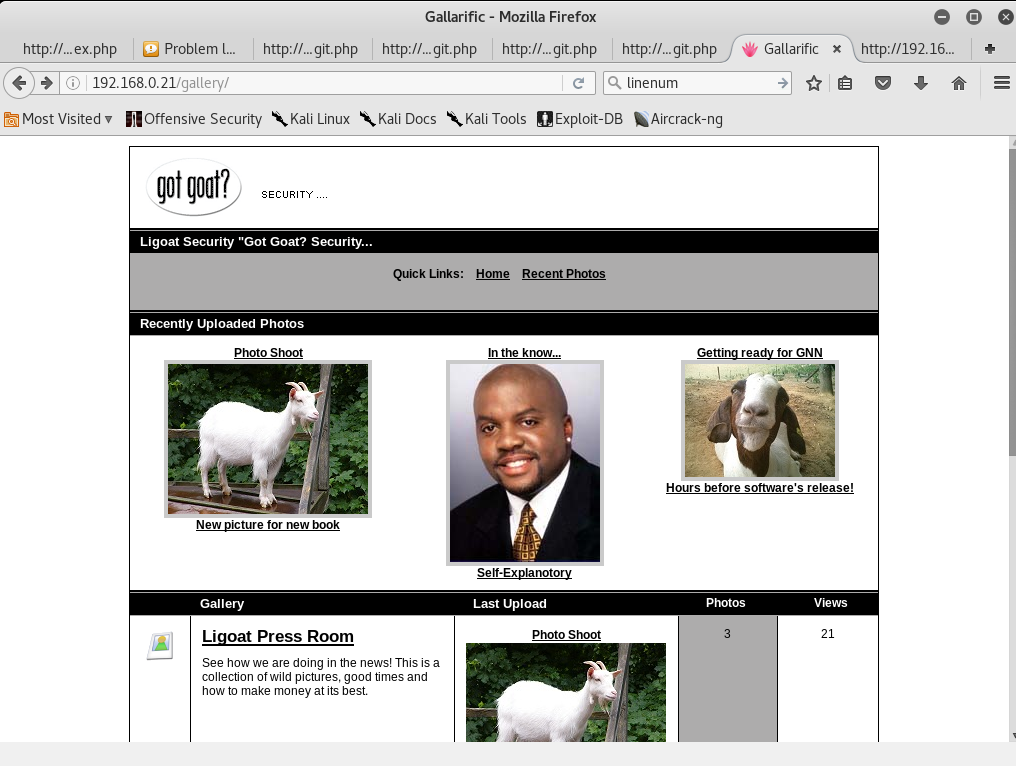 Gallarific - Mozilla Firefox
http://...ex.php
Problem l...
http://...git.php
http://...git.php
http://...git.php
http://...git.php
Gallarific
http://192.16...
192.168.0.21/gallery/
linenum
Most Visited
Offensive Security
Kali Linux
Kali Docs
Kali Tools
Exploit-DB
Aircrack-ng
got goat?
SECURITY ....
Ligoat Security "Got Goat? Security...
Quick Links: Home Recent Photos
Recently Uploaded Photos
Photo Shoot
New picture for new book
In the know...
Self-Explanotory
Getting ready for GNN
Hours before software's release!
Gallery Last Upload Photos Views
Ligoat Press Room
See how we are doing in the news! This is a
collection of wild pictures, good times and
how to make money at its best.
Photo Shoot
3
21